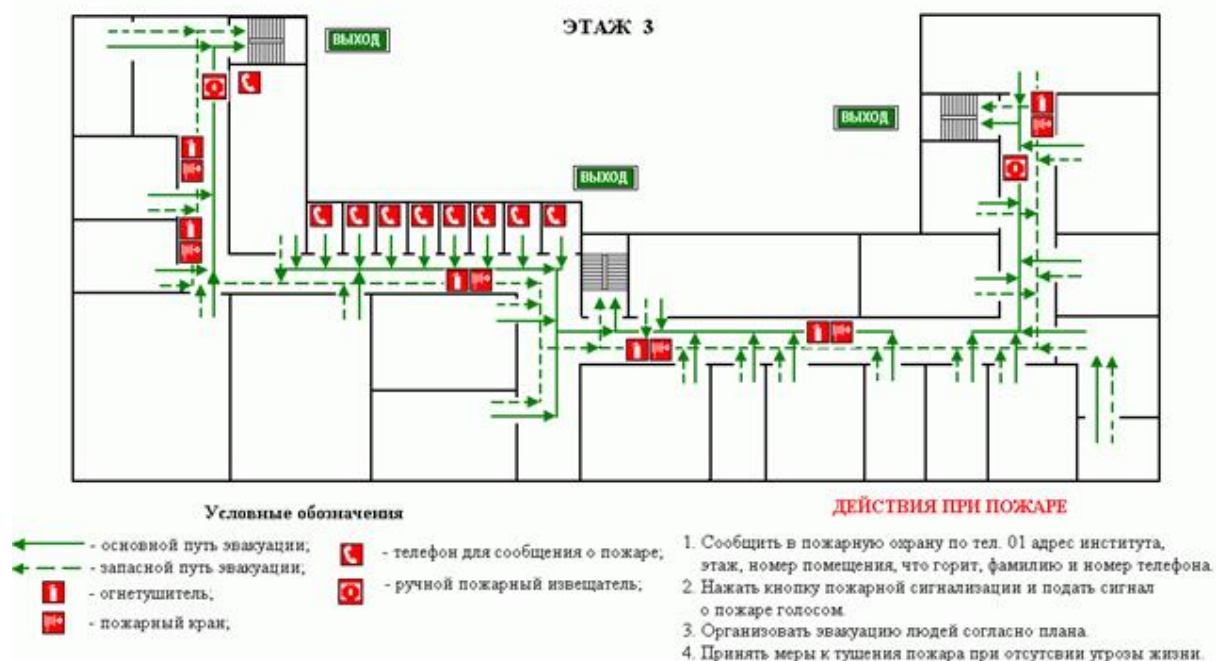 ЭТАЖ 3
ВЫХОД
ВЫХОД
ВЫХОД
Условные обозначения
- основной путь эвакуации;
- запасной путь эвакуации;
- огнетушитель;
- пожарный кран;
- телефон для сообщения о пожаре;
- ручной пожарный извещатель;
ДЕЙСТВИЯ ПРИ ПОЖАРЕ
1. Сообщить в пожарную охрану по тел. 01 адрес института,
этаж, номер помещения, что горит, фамилию и номер телефона.
2. Нажать кнопку пожарной сигнализации и подать сигнал
о пожаре голосом.
3. Организовать эвакуацию людей согласно плана.
4. Принять меры к тушения пожара при отсутсвии угрозы жизни.